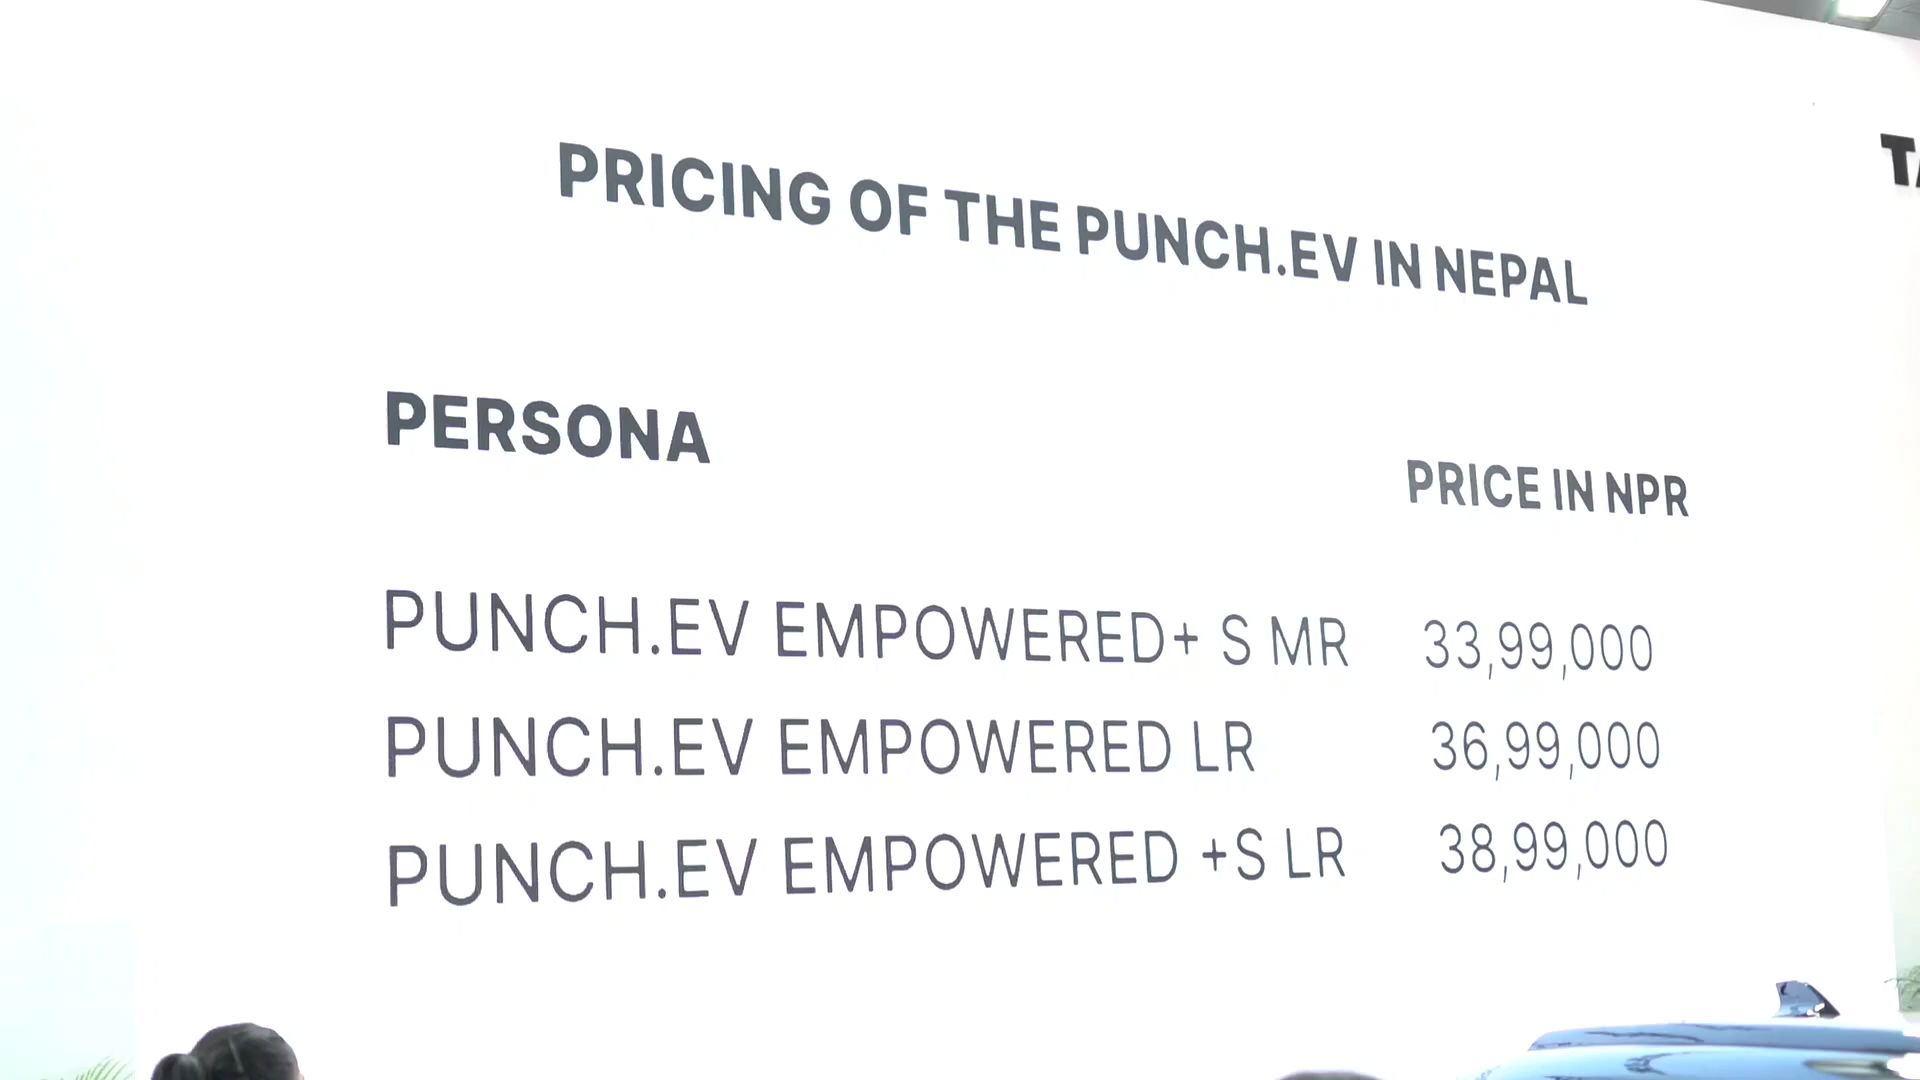 PRICING OF THE PUNCH.EV IN NEPAL
PERSONA
PRICE IN NPR
PUNCH.EV EMPOWERED+ S MR 33,99,000
PUNCH.EV EMPOWERED LR 36,99,000
PUNCH.EV EMPOWERED +S LR 38,99,000